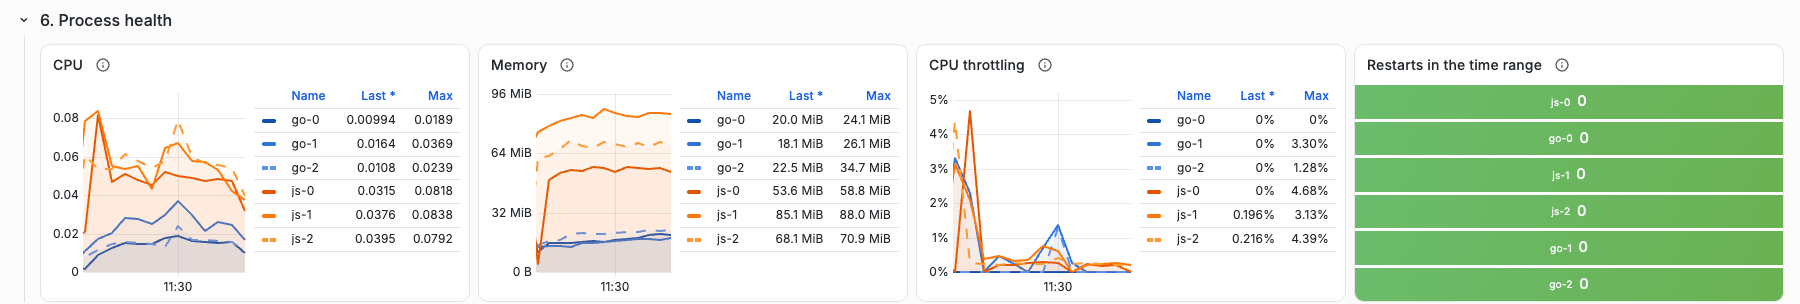 6. Process health
CPU
Name Last * Max
go-0 0.00994 0.0189
go-1 0.0164 0.0369
go-2 0.0108 0.0239
js-0 0.0315 0.0818
js-1 0.0376 0.0838
js-2 0.0395 0.0792
0.08
0.06
0.04
0.02
0
11:30
Memory
Name Last * Max
go-0 20.0 MiB 24.1 MiB
go-1 18.1 MiB 26.1 MiB
go-2 22.5 MiB 34.7 MiB
js-0 53.6 MiB 58.8 MiB
js-1 85.1 MiB 88.0 MiB
js-2 68.1 MiB 70.9 MiB
96 MiB
64 MiB
32 MiB
0 B
11:30
CPU throttling
Name Last * Max
go-0 0% 0%
go-1 0% 3.30%
go-2 0% 1.28%
js-0 0% 4.68%
js-1 0.196% 3.13%
js-2 0.216% 4.39%
5%
4%
3%
2%
1%
0%
11:30
Restarts in the time range
js-0 0
go-0 0
js-1 0
js-2 0
go-1 0
go-2 0